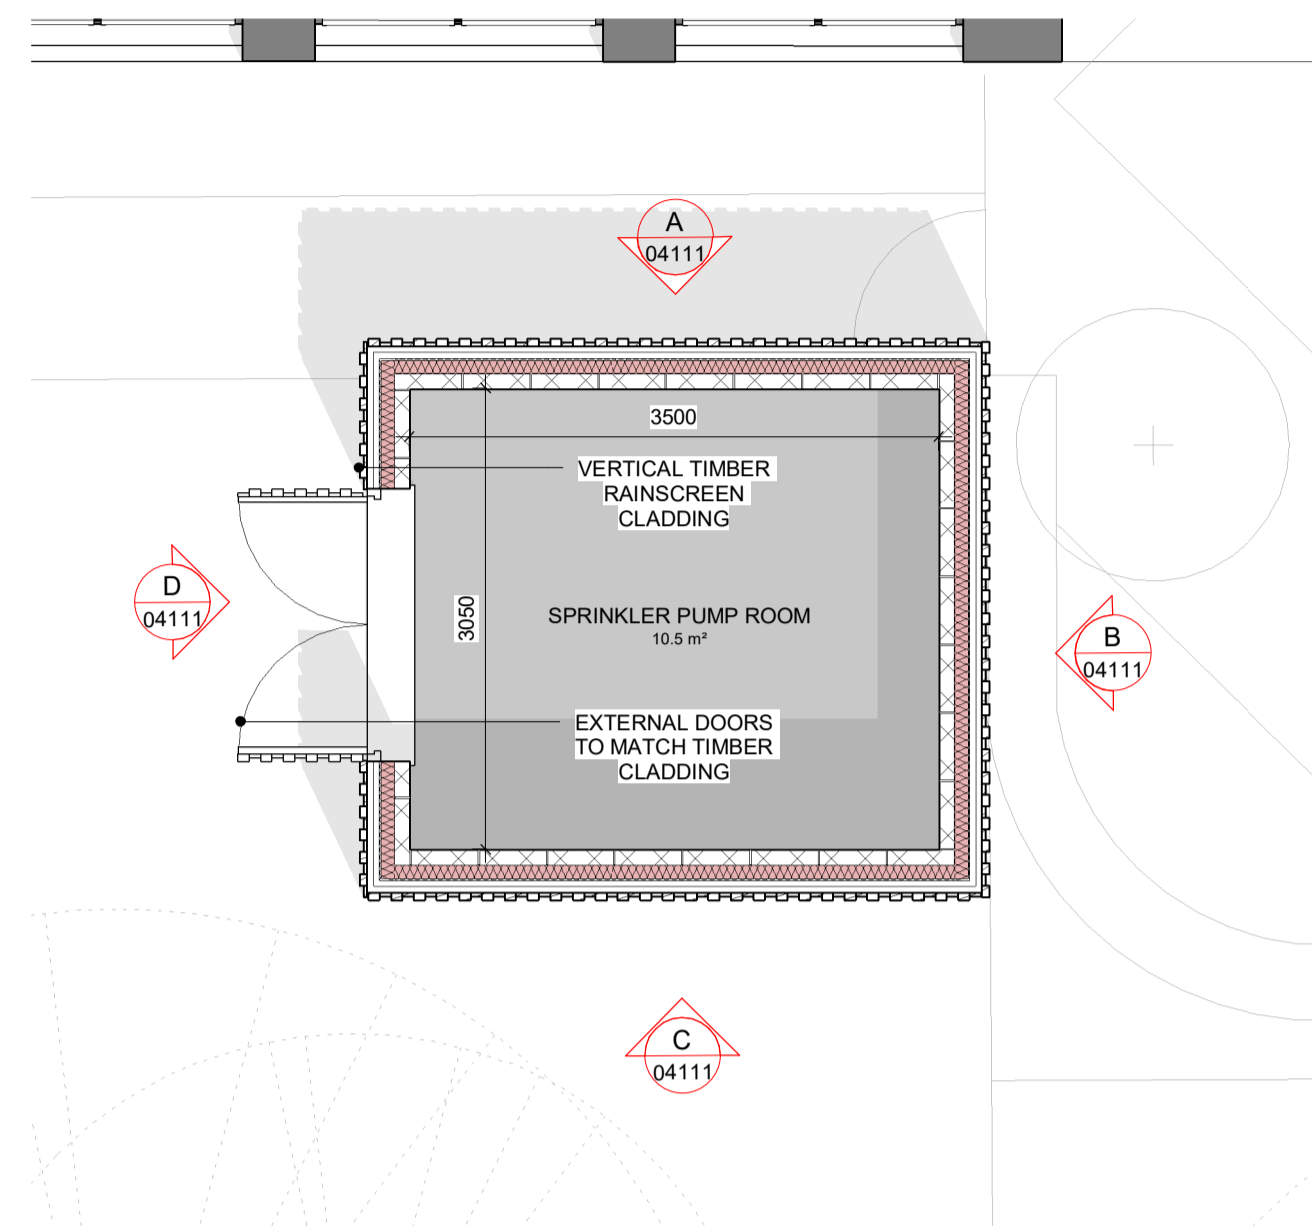 A
04111
3500
VERTICAL TIMBER
RAINSCREEN
CLADDING
D
04111
3050
SPRINKLER PUMP ROOM
10.5 m²
B
04111
EXTERNAL DOORS
TO MATCH TIMBER
CLADDING
C
04111